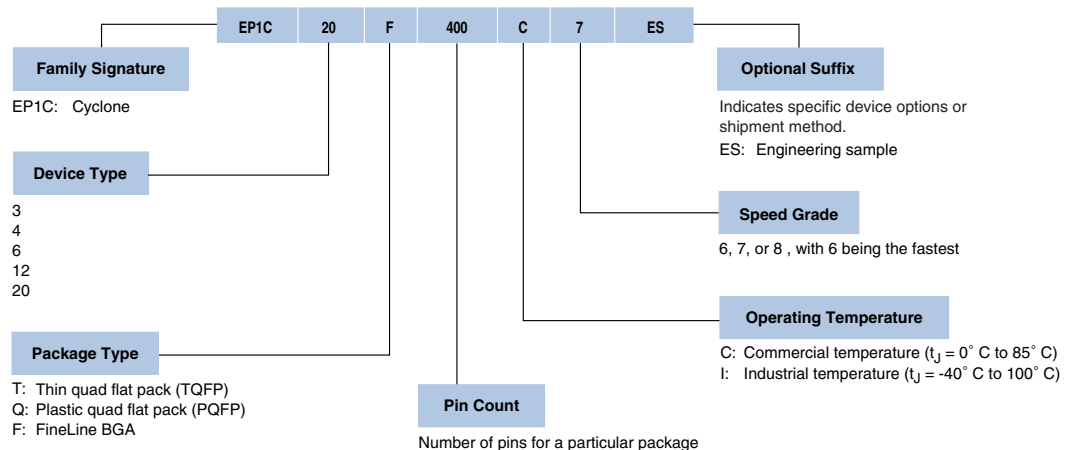 EP1C 20 F 400 C 7 ES
Family Signature
EP1C: Cyclone
Device Type
3
4
6
12
20
Package Type
T: Thin quad flat pack (TQFP)
Q: Plastic quad flat pack (PQFP)
F: FineLine BGA
Pin Count
Number of pins for a particular package
Optional Suffix
Indicates specific device options or
shipment method.
ES: Engineering sample
Speed Grade
6, 7, or 8 , with 6 being the fastest
Operating Temperature
C: Commercial temperature (tJ = 0° C to 85° C)
I: Industrial temperature (tJ = -40° C to 100° C)